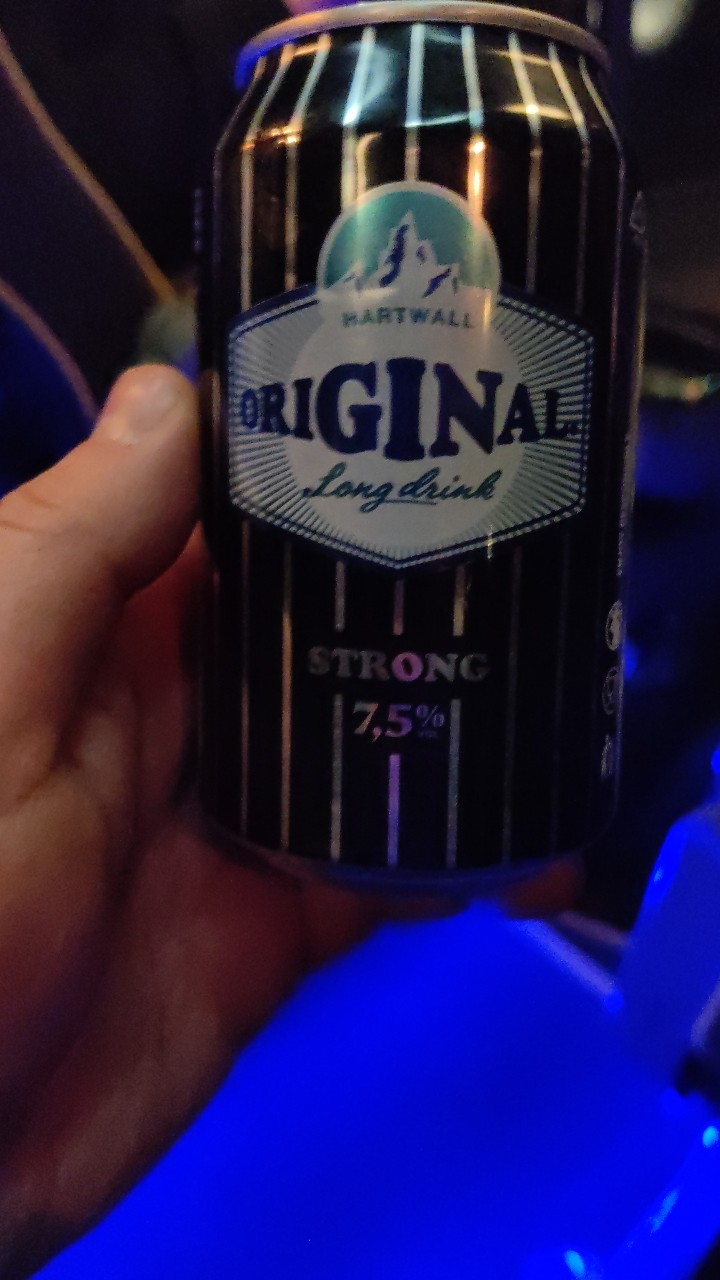 HARTWALL
ORIGINAL
Long drink
STRONG
7,5%